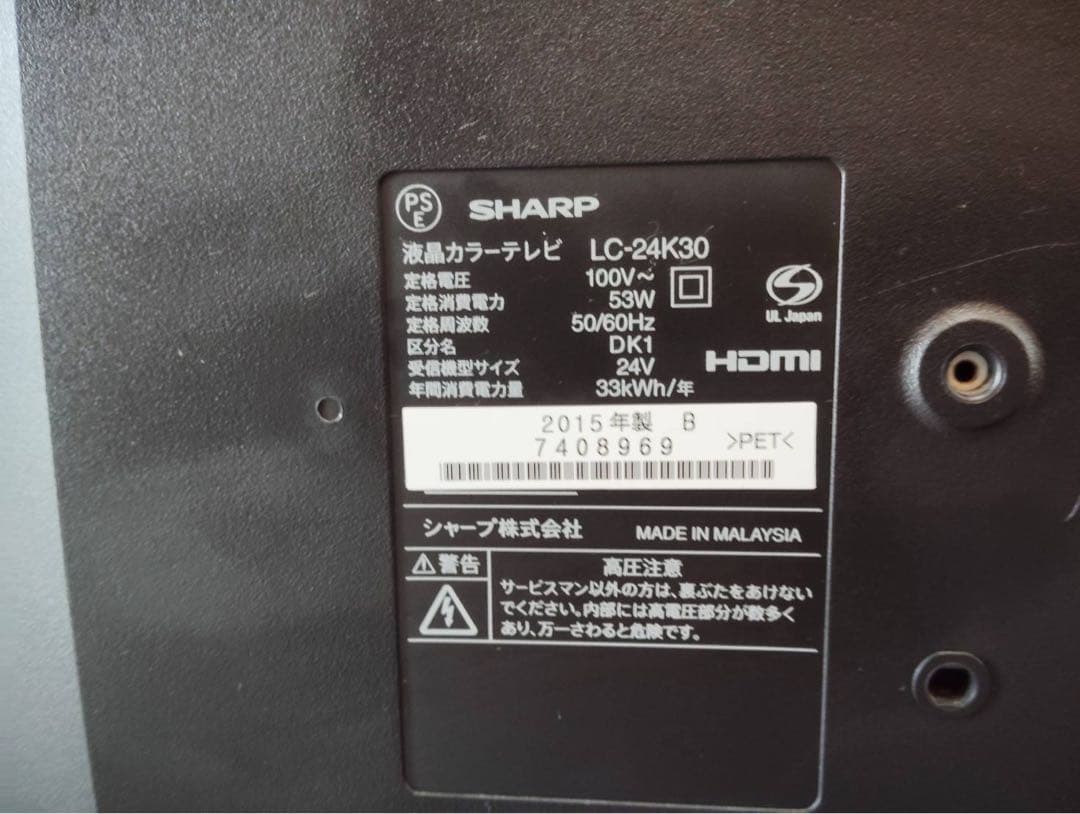 PS
E
SHARP
液晶カラーテレビ LC-24K30
定格電圧 100V～
定格消費電力 53W
定格周波数 50/60Hz
区分名 DK1
受信機型サイズ 24V
年間消費電力量 33kWh/年
UL Japan
HDMI
2015年製 B
7408969 >PET<
シャープ株式会社 MADE IN MALAYSIA
警告 高圧注意
サービスマン以外の方は、裏ぶたをあけない
でください。内部には高電圧部分が数多く
あり、万一さわると危険です。